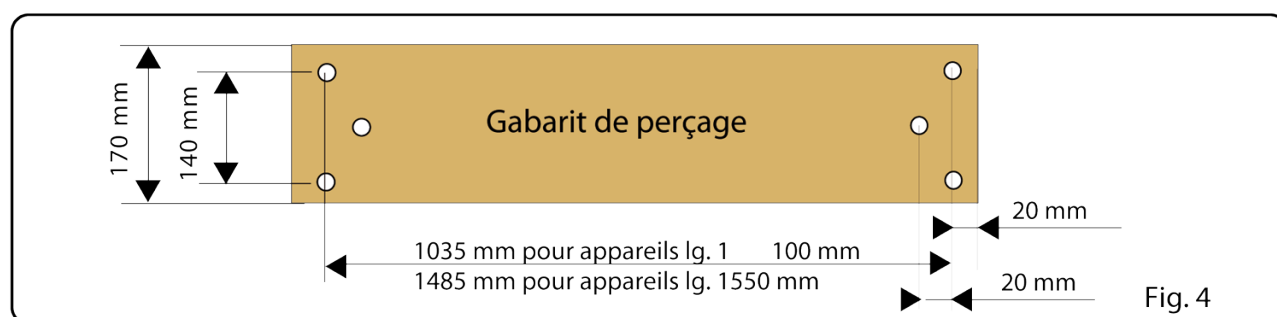 170 mm
140 mm
Gabarit de perçage
20 mm
1035 mm pour appareils lg. 1 100 mm
1485 mm pour appareils lg. 1550 mm
20 mm
Fig. 4